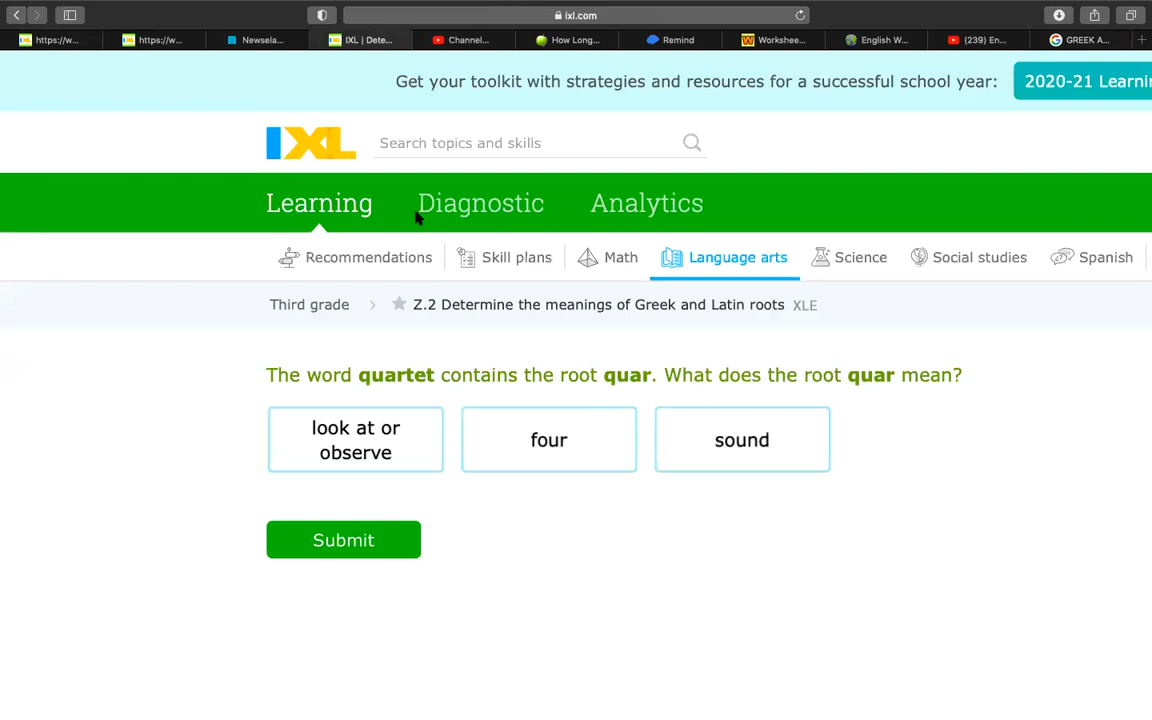 ixl.com
https://w...
https://w...
Newsela...
IXL | Dete...
Channel...
How Long...
Remind
Workshee...
English W...
(239) En...
GREEK A...
Get your toolkit with strategies and resources for a successful school year:
2020-21 Learni
IXL
Search topics and skills
Learning
Diagnostic
Analytics
Recommendations
Skill plans
Math
Language arts
Science
Social studies
Spanish
Third grade > Z.2 Determine the meanings of Greek and Latin roots XLE
The word quartet contains the root quar. What does the root quar mean?
look at or
observe
four
sound
Submit